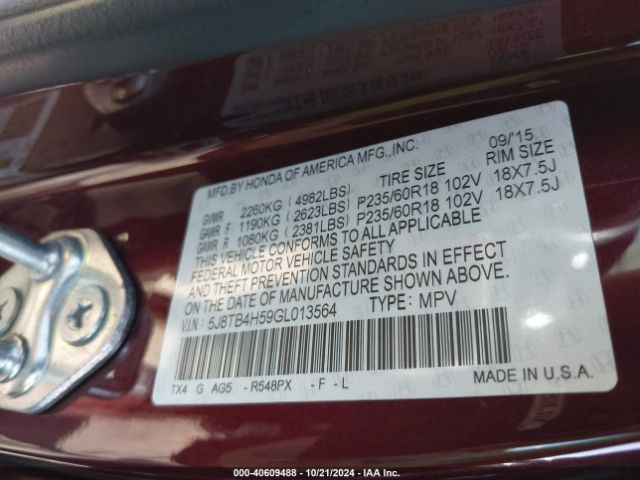 MFD.BY HONDA OF AMERICA MFG.,INC. 09/'15
GVWR 2260KG (4982LBS) TIRE SIZE RIM SIZE
GAWR F 1190KG (2623LBS) P235/60R18 102V 18X7.5J
GAWR R 1080KG (2381LBS) P235/60R18 102V 18X7.5J
THIS VEHICLE CONFORMS TO ALL APPLICABLE
FEDERAL MOTOR VEHICLE SAFETY
AND THEFT PREVENTION STANDARDS IN EFFECT
ON THE DATE OF MANUFACTURE SHOWN ABOVE.
V.I.N: 5J8TB4H59GL013564 TYPE: MPV
TX4 G AG5 - R548PX - F - L MADE IN U.S.A.
000-40609488 - 10/21/2024 - IAA Inc.